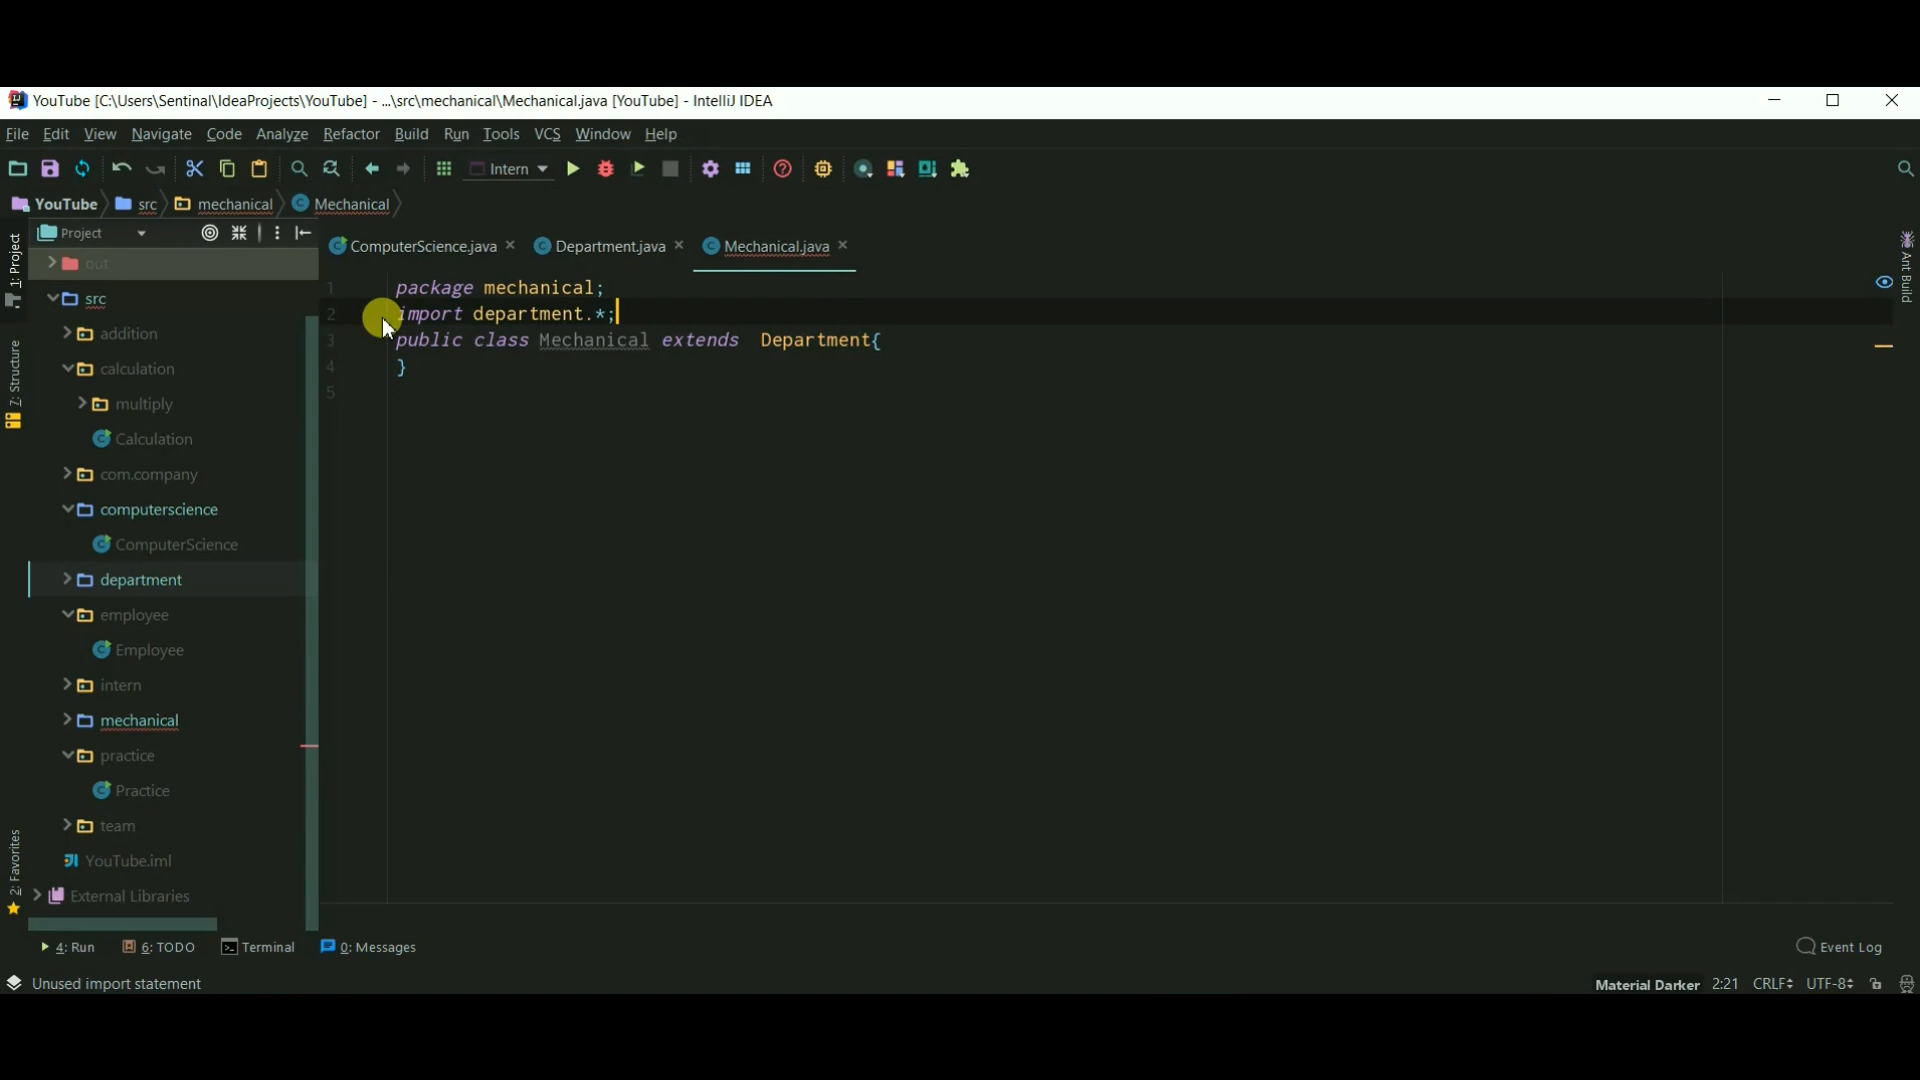 YouTube [C:\Users\Sentinal\IdeaProjects\YouTube] - ...\src\mechanical\Mechanical.java [YouTube] - IntelliJ IDEA
File Edit View Navigate Code Analyze Refactor Build Run Tools VCS Window Help
Intern
YouTube src mechanical Mechanical
Project
ComputerScience.java Department.java Mechanical.java
1: Project
7: Structure
2: Favorites
Ant Build
out
src
addition
calculation
multiply
Calculation
com.company
computerscience
ComputerScience
department
employee
Employee
intern
mechanical
practice
Practice
team
YouTube.iml
External Libraries
1 package mechanical;
2 import department.*;
3 public class Mechanical extends  Department{
4 }
5
4: Run 6: TODO Terminal 0: Messages Event Log
Unused import statement Material Darker 2:21 CRLF UTF-8